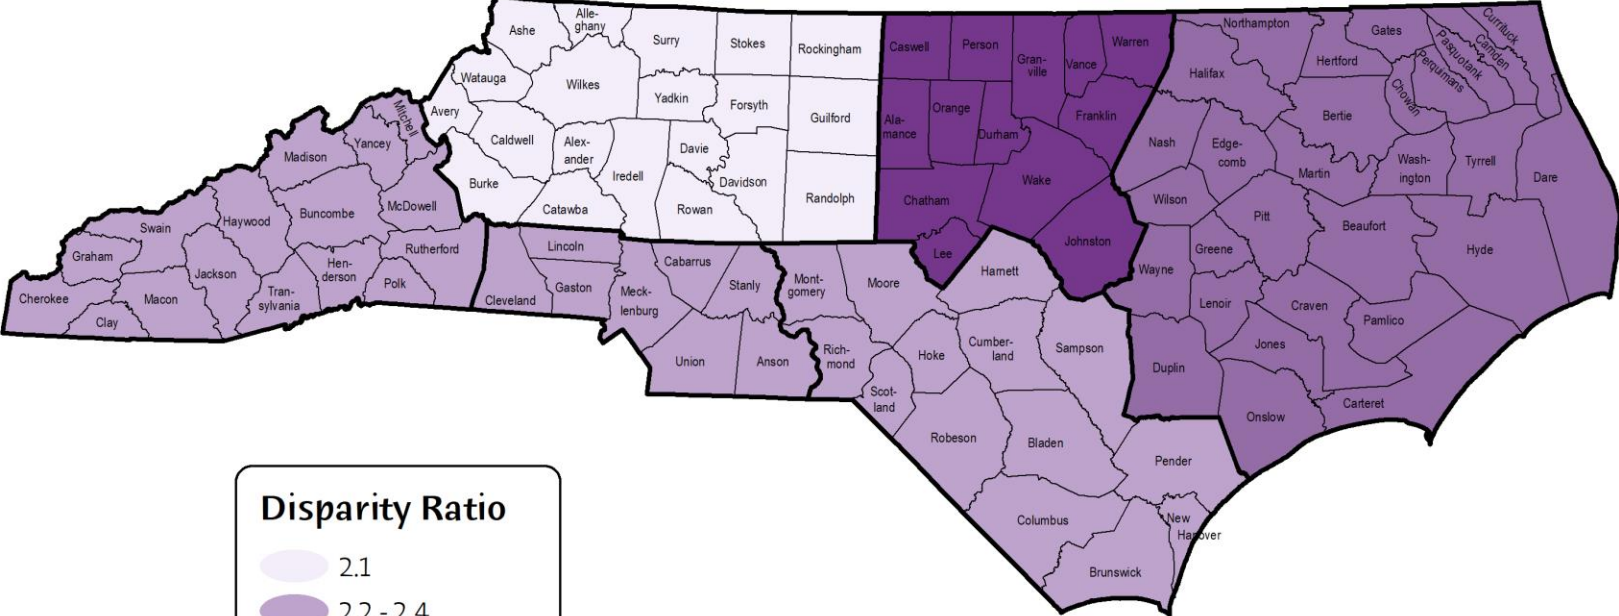 Ashe
Alle-
ghany
Surry
Stokes
Rockingham
Caswell
Person
Gran-
ville
Vance
Warren
Northampton
Gates
Currituck
Camden
Pasquotank
Perquimans
Chowan
Hertford
Halifax
Watauga
Wilkes
Yadkin
Forsyth
Guilford
Ala-
mance
Orange
Durham
Franklin
Bertie
Avery
Mitchell
Caldwell
Alex-
ander
Davie
Iredell
Davidson
Nash
Edge-
comb
Martin
Wash-
ington
Tyrrell
Dare
Madison
Yancey
Burke
Catawba
Rowan
Randolph
Chatham
Wake
Wilson
Pitt
Beaufort
Hyde
Swain
Haywood
Buncombe
McDowell
Graham
Jackson
Hen-
derson
Rutherford
Polk
Lincoln
Gaston
Cleveland
Cabarrus
Stanly
Meck-
lenburg
Mont-
gomery
Moore
Lee
Harnett
Johnston
Wayne
Greene
Lenoir
Craven
Pamlico
Cherokee
Clay
Macon
Tran-
sylvania
Union
Anson
Rich-
mond
Scot-
land
Hoke
Cumber-
land
Sampson
Duplin
Jones
Onslow
Carteret
Robeson
Bladen
Pender
Columbus
New
Hanover
Brunswick
Disparity Ratio
2.1
2.2 - 2.4